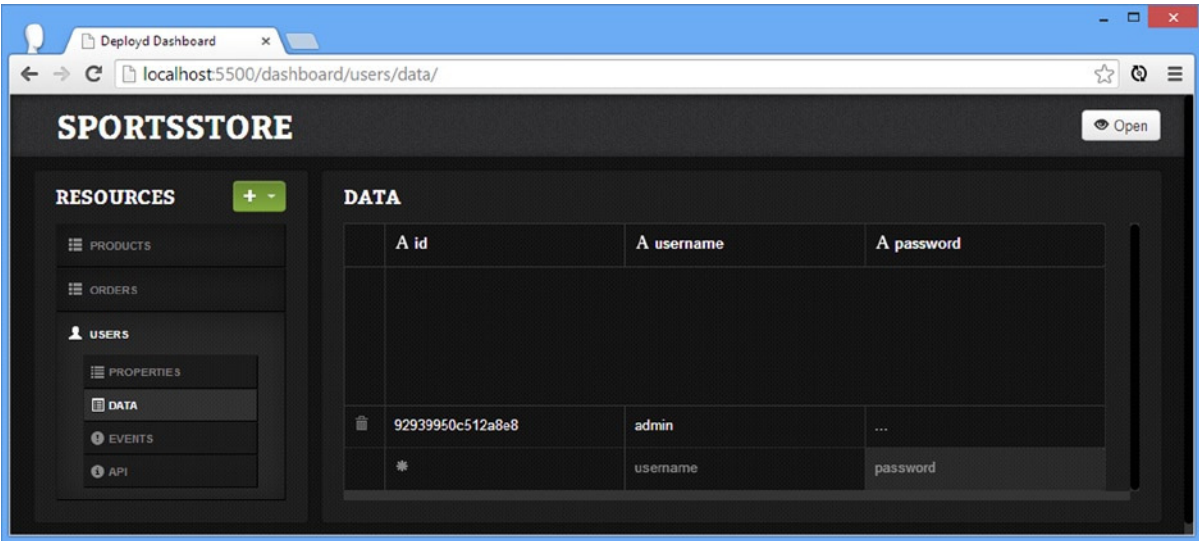 Deployd Dashboard
localhost:5500/dashboard/users/data/
SPORTSSTORE
Open
RESOURCES
DATA
PRODUCTS
ORDERS
USERS
PROPERTIES
DATA
EVENTS
API
A id A username A password
92939950c512a8e8 admin ...
username password